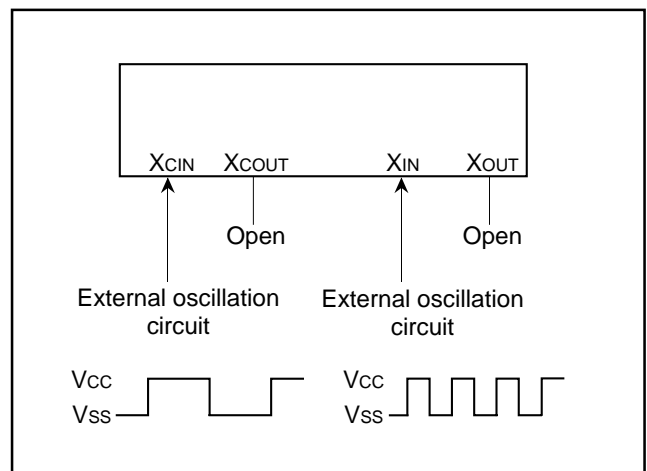 XCIN XCOUT XIN XOUT
Open Open
External oscillation
circuit
External oscillation
circuit
VCC
VSS
VCC
VSS